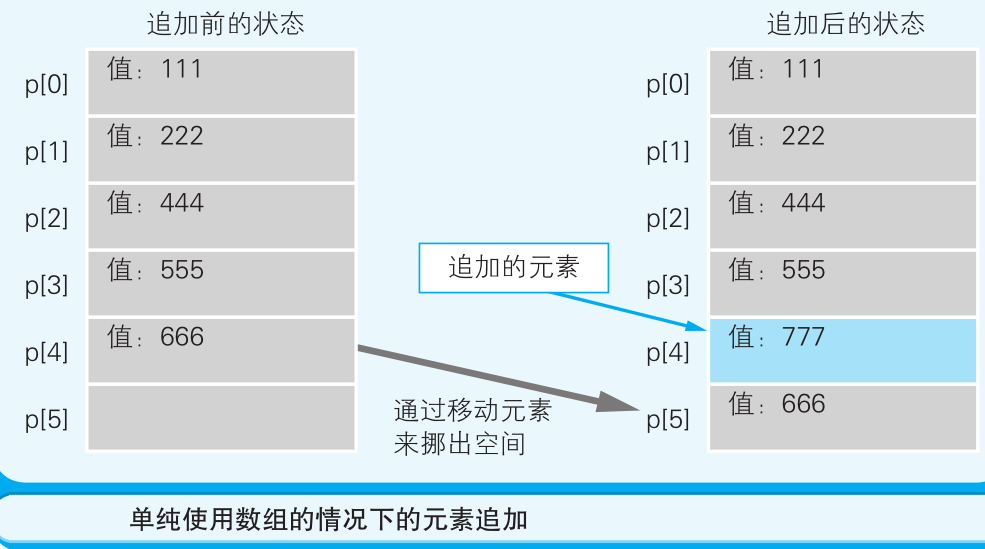 追加前的状态
p[0] 值：111
p[1] 值：222
p[2] 值：444
p[3] 值：555
p[4] 值：666
p[5]
追加的元素
通过移动元素
来挪出空间
追加后的状态
p[0] 值：111
p[1] 值：222
p[2] 值：444
p[3] 值：555
p[4] 值：777
p[5] 值：666
单纯使用数组的情况下的元素追加